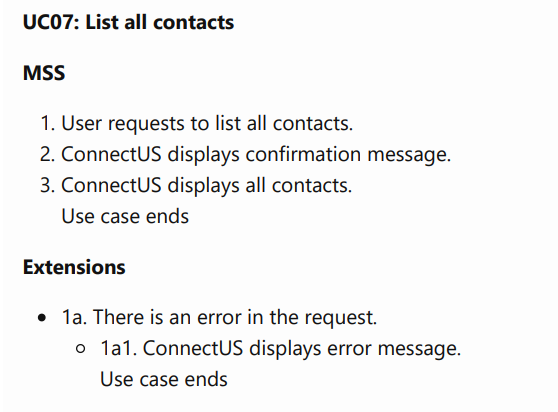 UC07: List all contacts
MSS
1. User requests to list all contacts.
2. ConnectUS displays confirmation message.
3. ConnectUS displays all contacts.
Use case ends
Extensions
• 1a. There is an error in the request.
○ 1a1. ConnectUS displays error message.
Use case ends